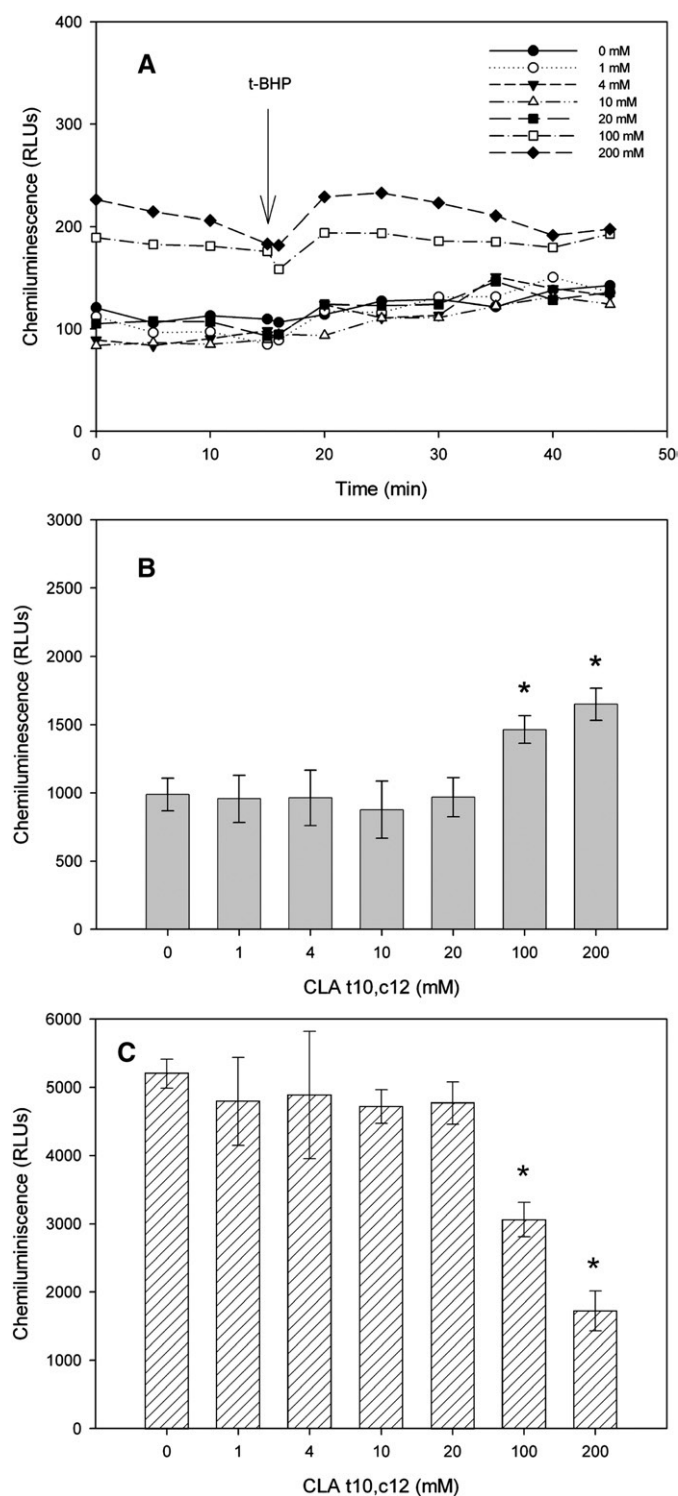 400
A
t-BHP
0 mM
1 mM
4 mM
10 mM
20 mM
100 mM
200 mM
300
200
100
0
Chemiluminescence (RLUs)
0 10 20 30 40 50
Time (min)
3000
B
2500
2000
1500
1000
500
0
Chemiluminescence (RLUs)
* *
0 1 4 10 20 100 200
CLA t10,c12 (mM)
6000
C
5000
4000
3000
2000
1000
0
Chemiluminiscence (RLUs)
*
*
0 1 4 10 20 100 200
CLA t10,c12 (mM)